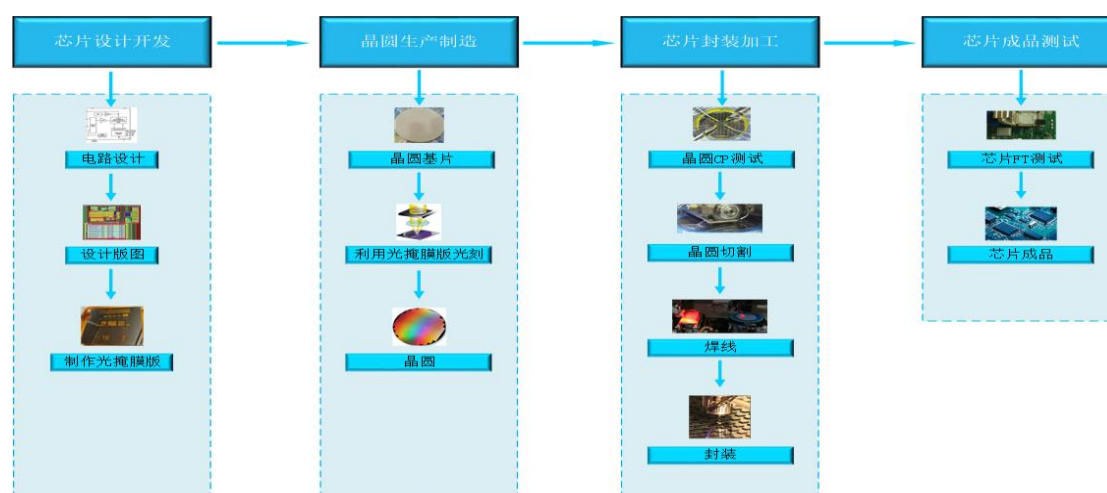 芯片设计开发
晶圆生产制造
芯片封装加工
芯片成品测试
电路设计
设计版图
制作光掩膜版
晶圆基片
利用光掩膜版光刻
晶圆
晶圆CP测试
晶圆切割
焊线
封装
芯片FT测试
芯片成品